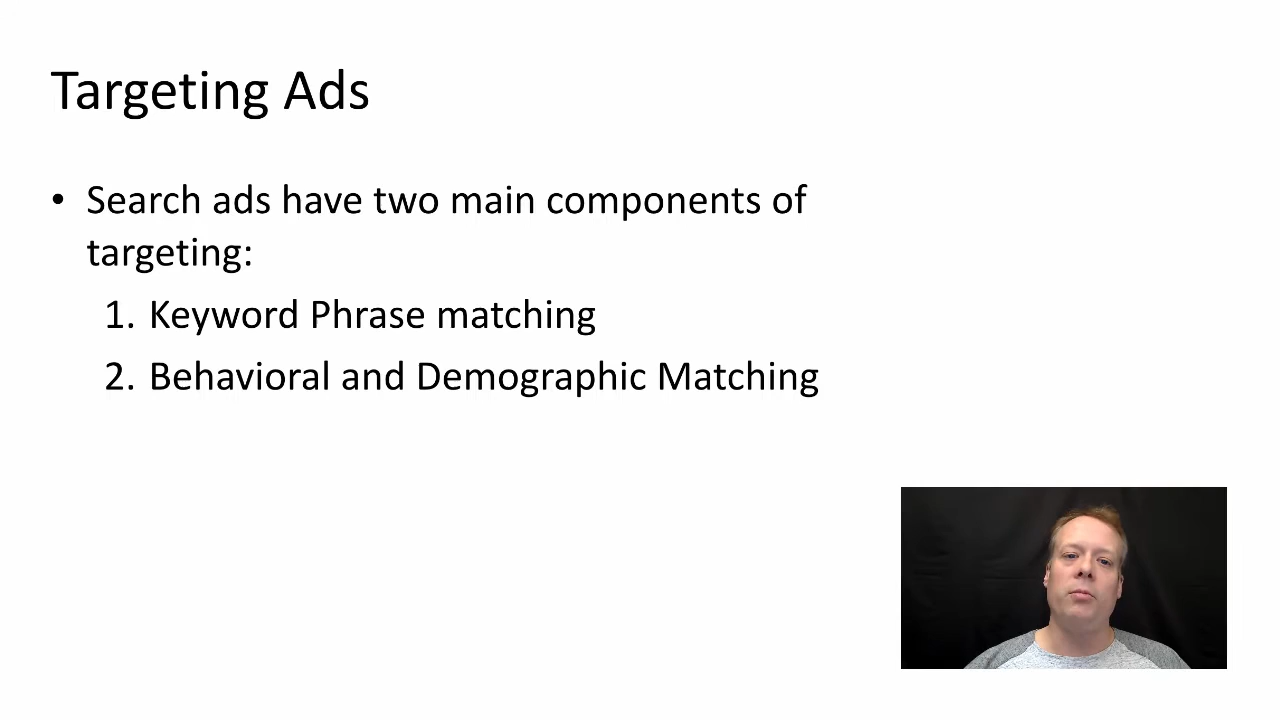 Targeting Ads
• Search ads have two main components of
targeting:
1. Keyword Phrase matching
2. Behavioral and Demographic Matching